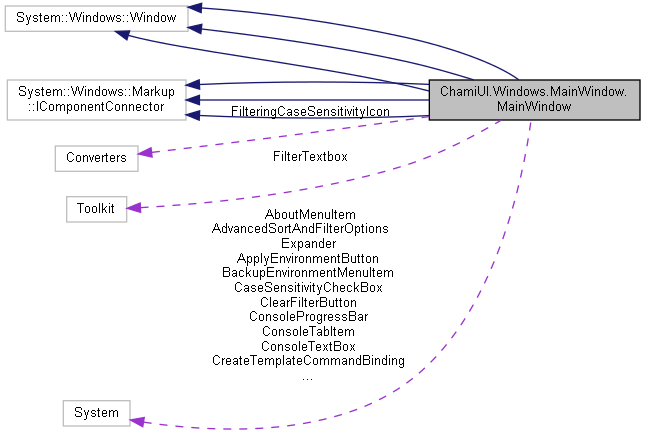 System::Windows::Window
System::Windows::Markup
::IComponentConnector
ChamiUI.Windows.MainWindow.
MainWindow
FilteringCaseSensitivityIcon
Converters
FilterTextbox
Toolkit
AboutMenuItem
AdvancedSortAndFilterOptions
Expander
ApplyEnvironmentButton
BackupEnvironmentMenuItem
CaseSensitivityCheckBox
ClearFilterButton
ConsoleProgressBar
ConsoleTabItem
ConsoleTextBox
CreateTemplateCommandBinding
...
System